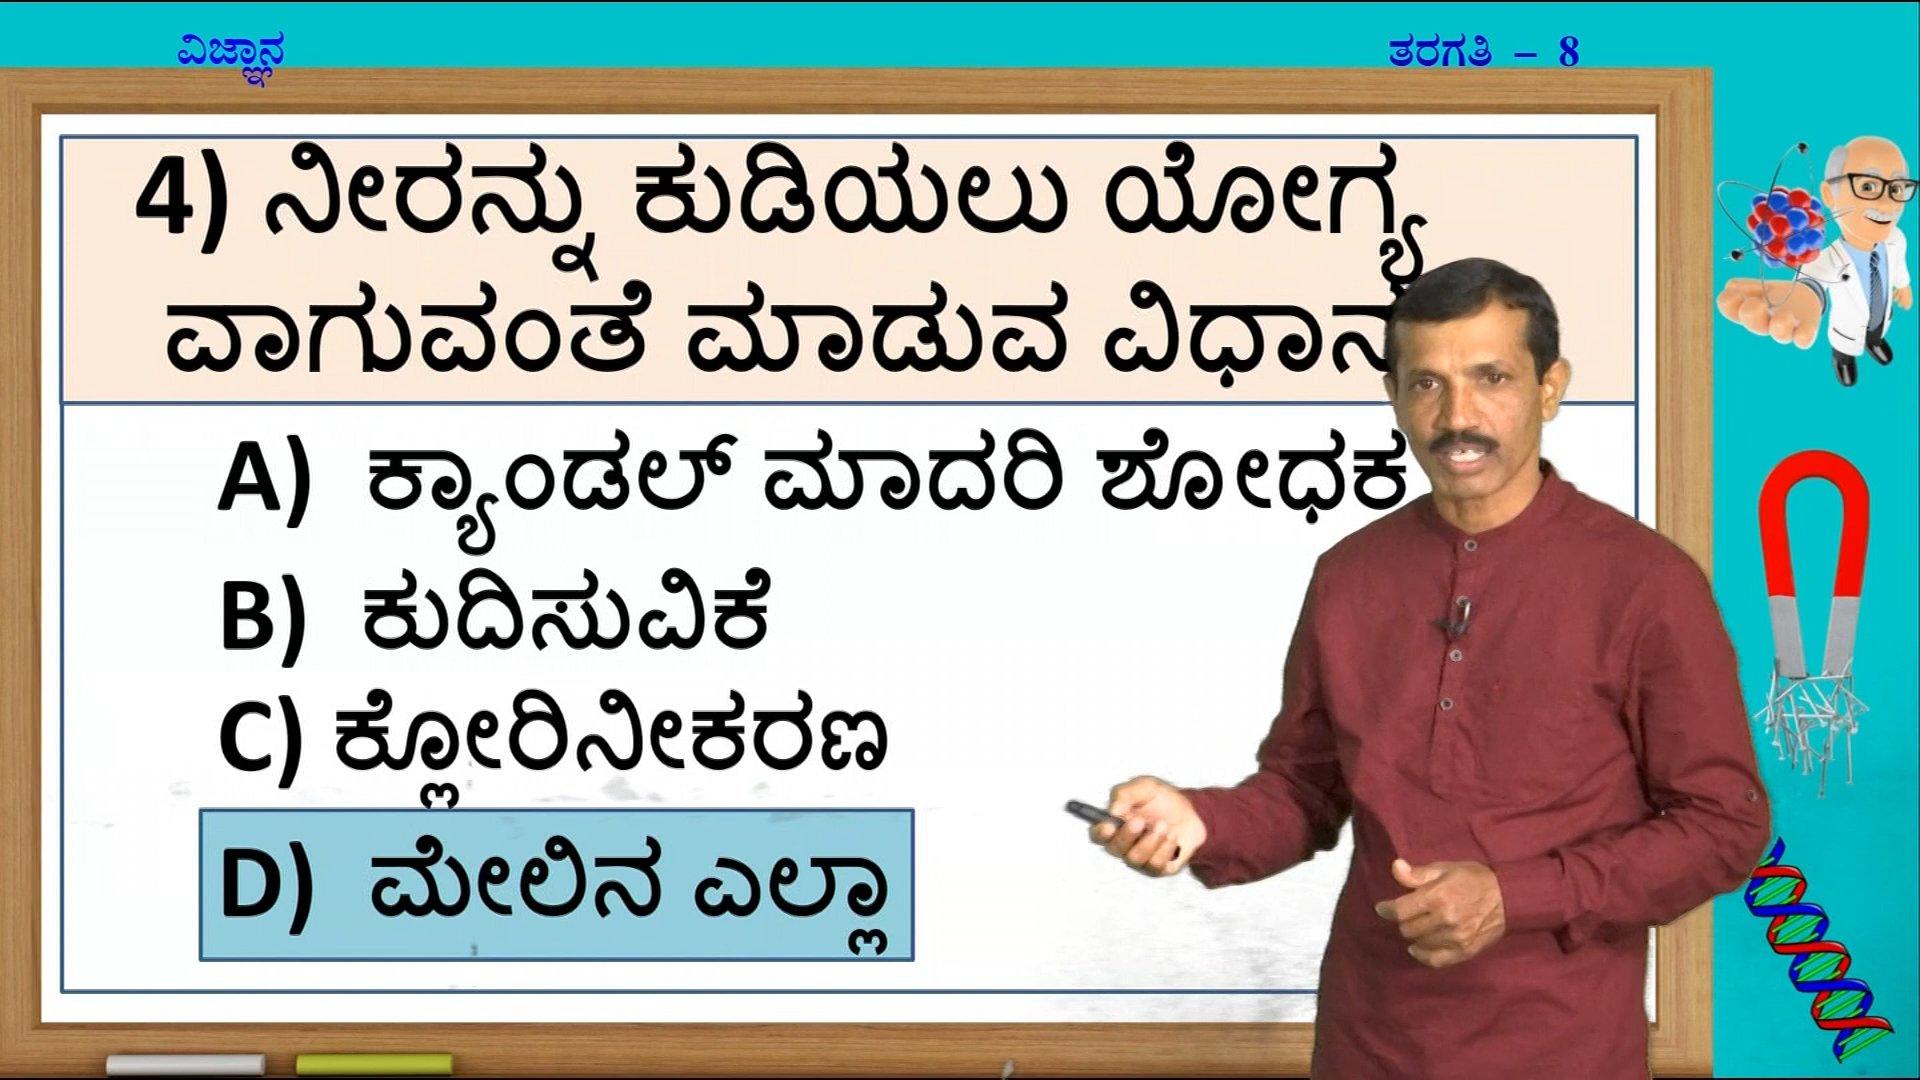 ವಿಜ್ಞಾನ
ತರಗತಿ – 8
4) ನೀರನ್ನು ಕುಡಿಯಲು ಯೋಗ್ಯ
ವಾಗುವಂತೆ ಮಾಡುವ ವಿಧಾನ
A) ಕ್ಯಾಂಡಲ್ ಮಾದರಿ ಶೋಧಕ
B) ಕುದಿಸುವಿಕೆ
C) ಕ್ಲೋರಿನೀಕರಣ
D) ಮೇಲಿನ ಎಲ್ಲಾ